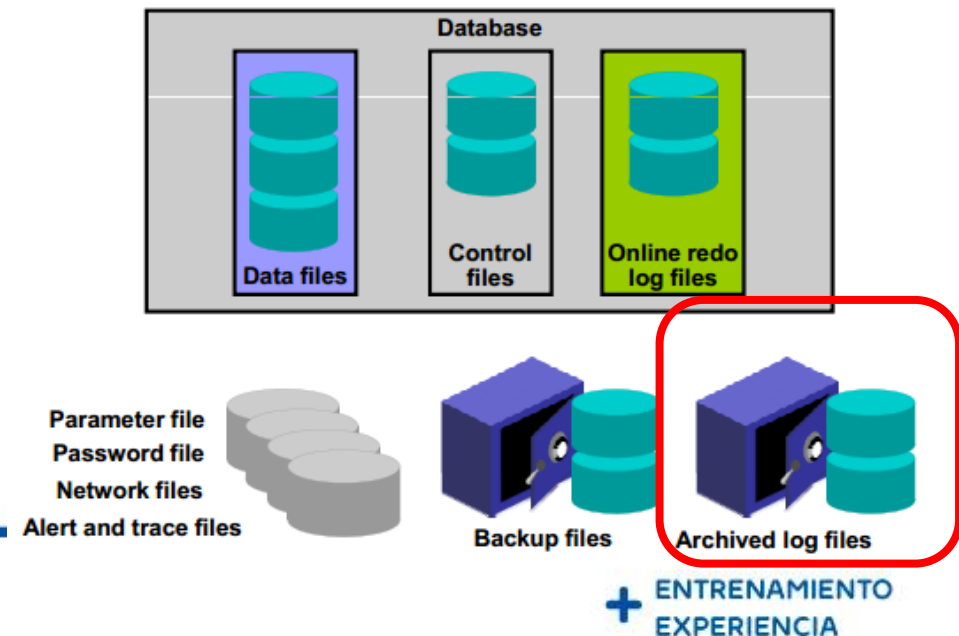 Database
Data files
Control
files
Online redo
log files
Parameter file
Password file
Network files
Alert and trace files
Backup files
Archived log files
+ ENTRENAMIENTO
EXPERIENCIA